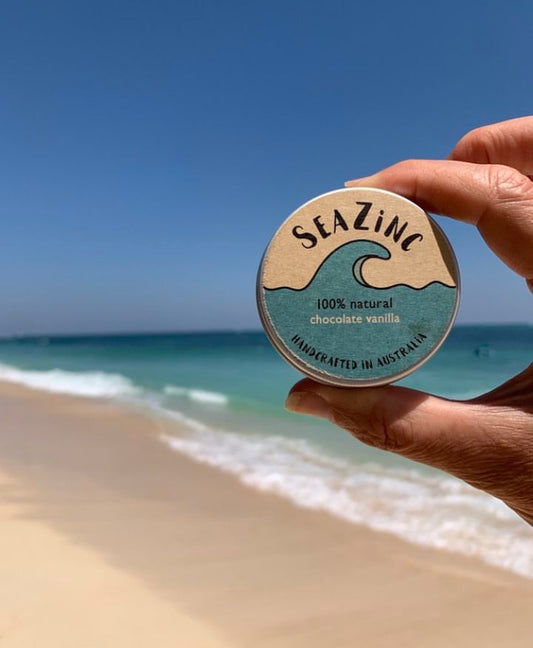 SEAZiNC
100% natural
chocolate vanilla
HANDCRAFTED IN AUSTRALIA